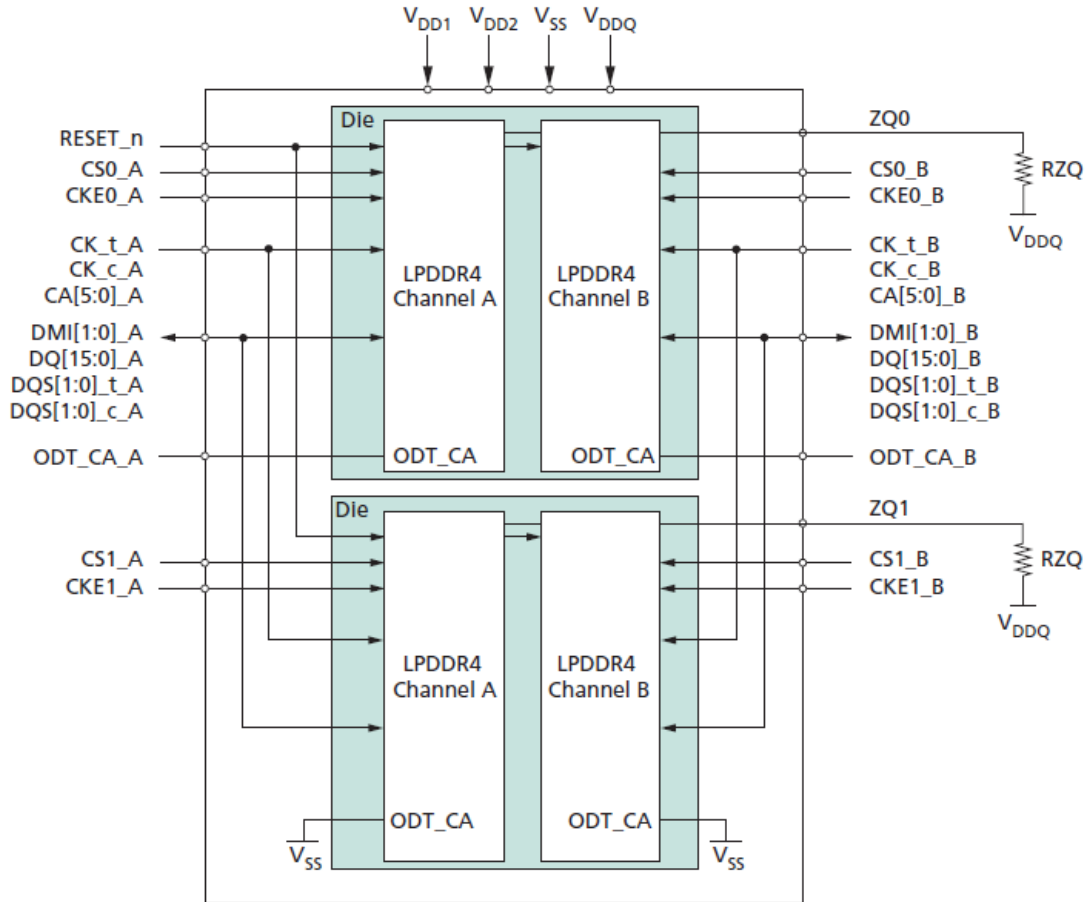 VDD1 VDD2 VSS VDDQ
Die
RESET_n
CS0_A
CKE0_A
CK_t_A
CK_c_A
CA[5:0]_A
DMI[1:0]_A
DQ[15:0]_A
DQS[1:0]_t_A
DQS[1:0]_c_A
ODT_CA_A
LPDDR4
Channel A
ODT_CA
LPDDR4
Channel B
ODT_CA
ZQ0
RZQ
VDDQ
CS0_B
CKE0_B
CK_t_B
CK_c_B
CA[5:0]_B
DMI[1:0]_B
DQ[15:0]_B
DQS[1:0]_t_B
DQS[1:0]_c_B
ODT_CA_B
Die
CS1_A
CKE1_A
LPDDR4
Channel A
ODT_CA
VSS
LPDDR4
Channel B
ODT_CA
VSS
ZQ1
RZQ
VDDQ
CS1_B
CKE1_B